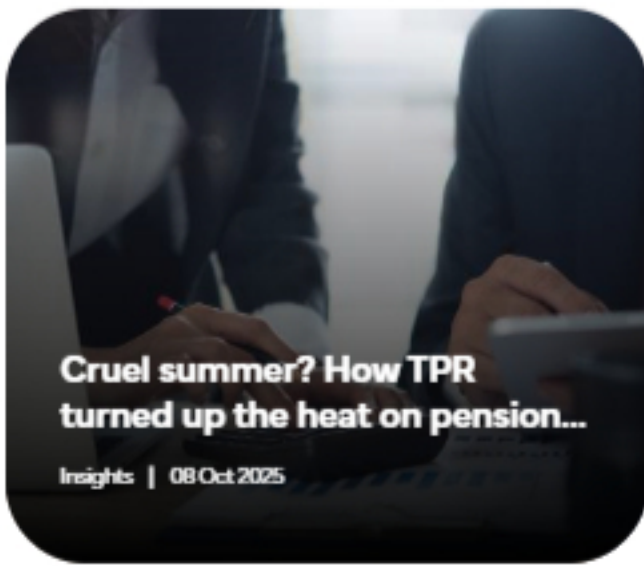 Cruel summer? How TPR
turned up the heat on pension...
Insights | 08 Oct 2025